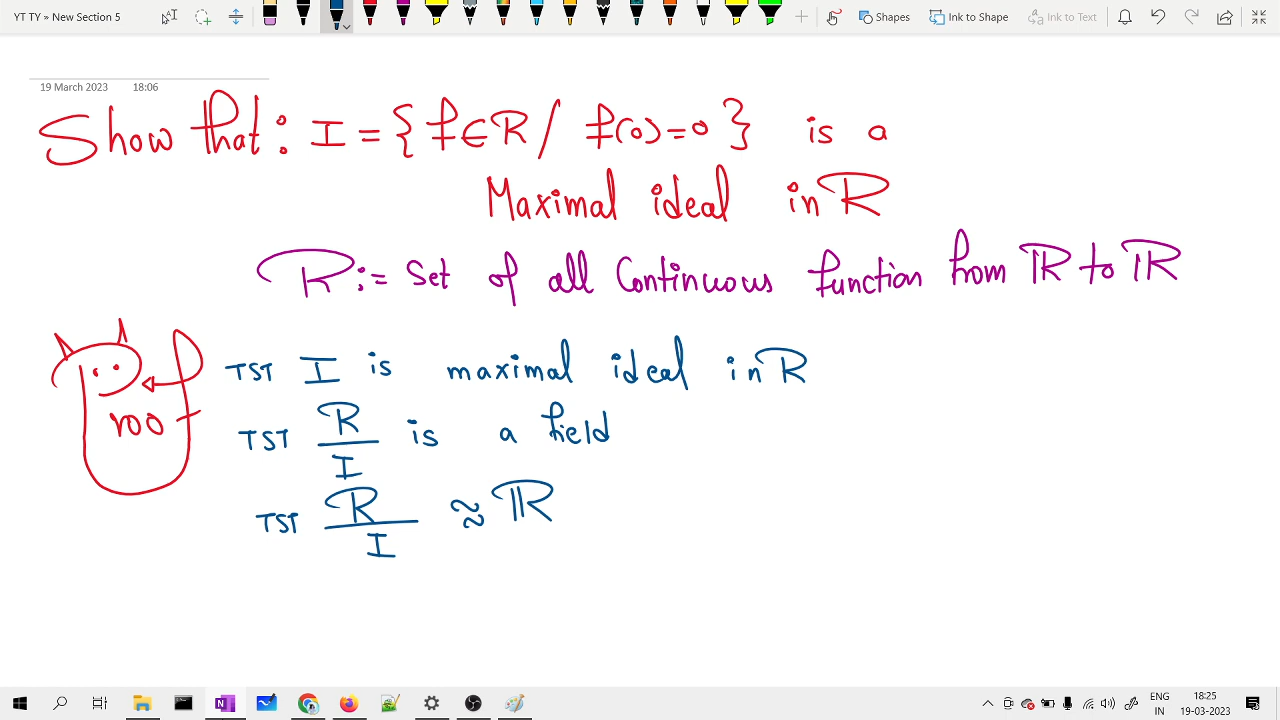 YT TV » New Section 5
Shapes
Ink to Shape
Ink to Text
19 March 2023 18:06
Show that: I = {f∈R / f(0)=0} is a
Maximal ideal in R
R := Set of all Continuous function from ℝ to ℝ
TST I is maximal ideal in R
TST R/I is a field
TST R/I ≈ ℝ
ENG
IN
18:25
19-03-2023